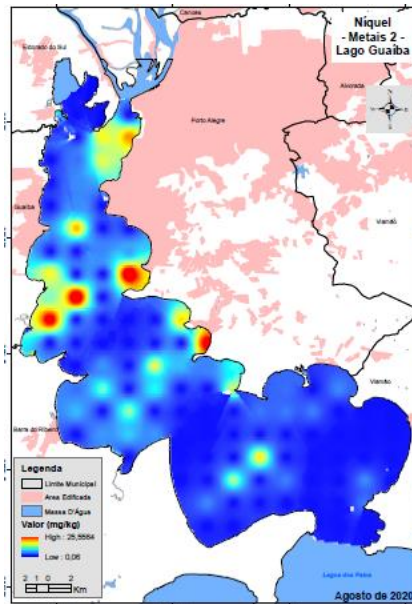 Níquel
- Metais 2 -
Lago Guaíba
Canoas
Eldorado do Sul
Alvorada
Porto Alegre
Guaíba
Viamão
Viamão
Barra do Ribeiro
Legenda
Limite Municipal
Área Edificada
Massa D'Água
Valor (mg/kg)
High : 25,5564
Low : 0,06
2 1 0 2
Km
Lagoa dos Patos
Agosto de 2020